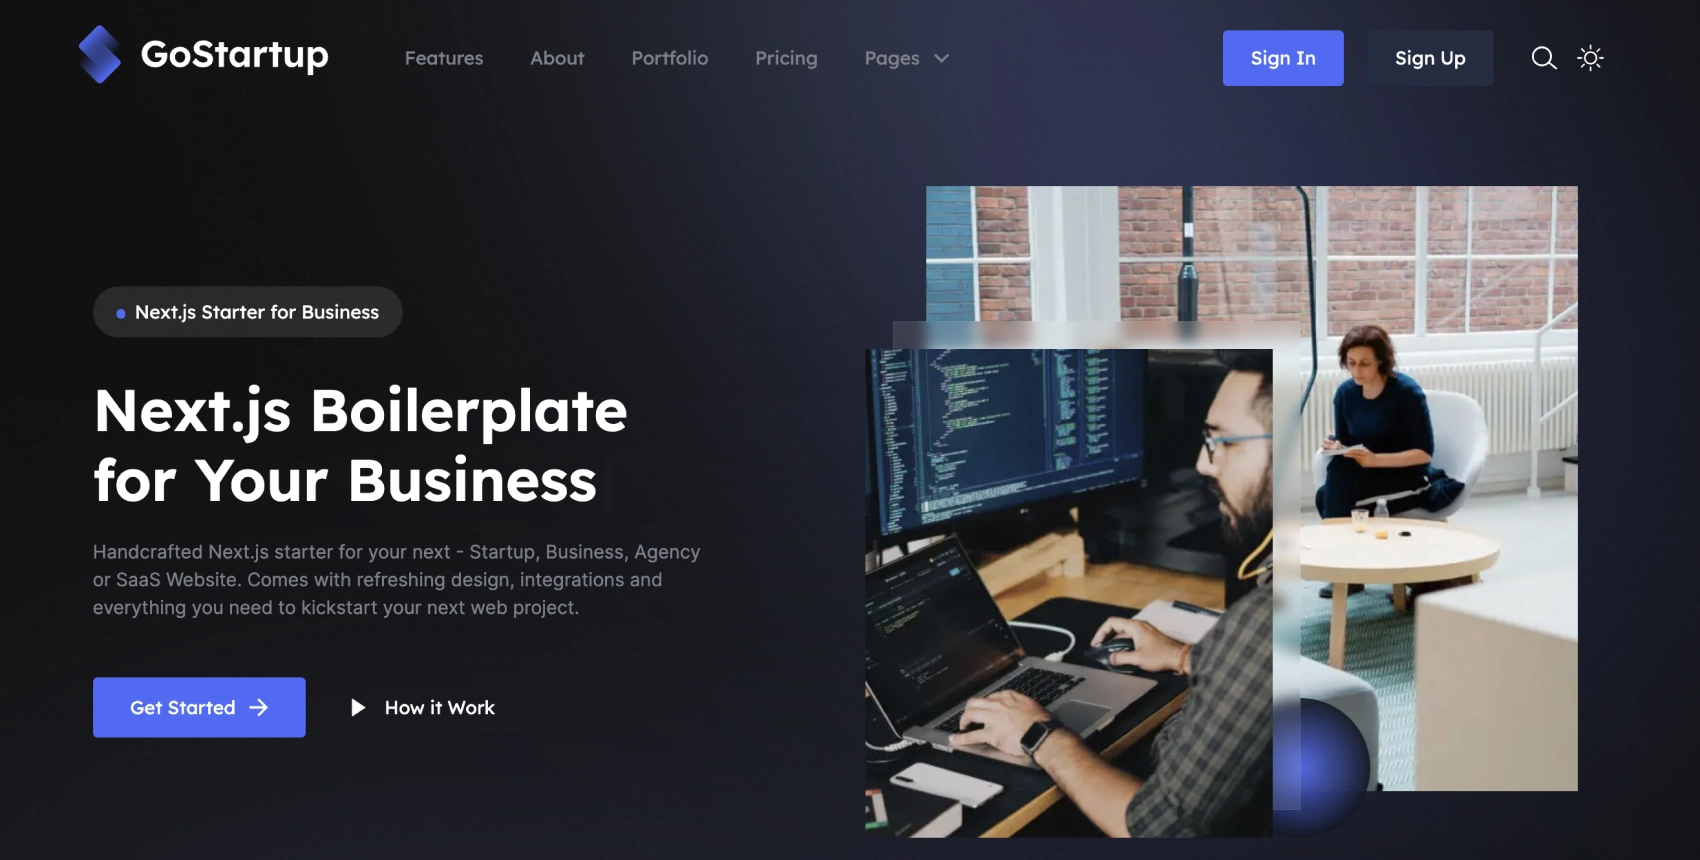 GoStartup
Features
About
Portfolio
Pricing
Pages
Sign In
Sign Up
Next.js Starter for Business
Next.js Boilerplate
for Your Business
Handcrafted Next.js starter for your next - Startup, Business, Agency
or SaaS Website. Comes with refreshing design, integrations and
everything you need to kickstart your next web project.
Get Started
How it Work